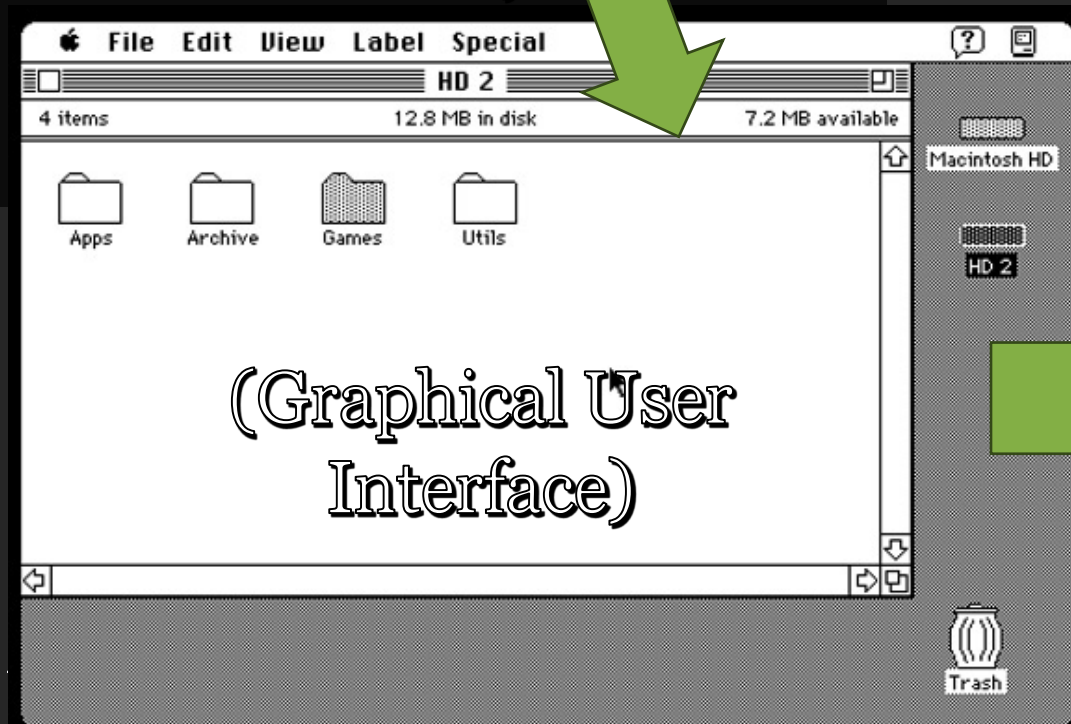 File Edit View Label Special ?
HD 2
4 items 12.8 MB in disk 7.2 MB available
Macintosh HD
Apps Archive Games Utils
HD 2
(Graphical User
Interface)
Trash